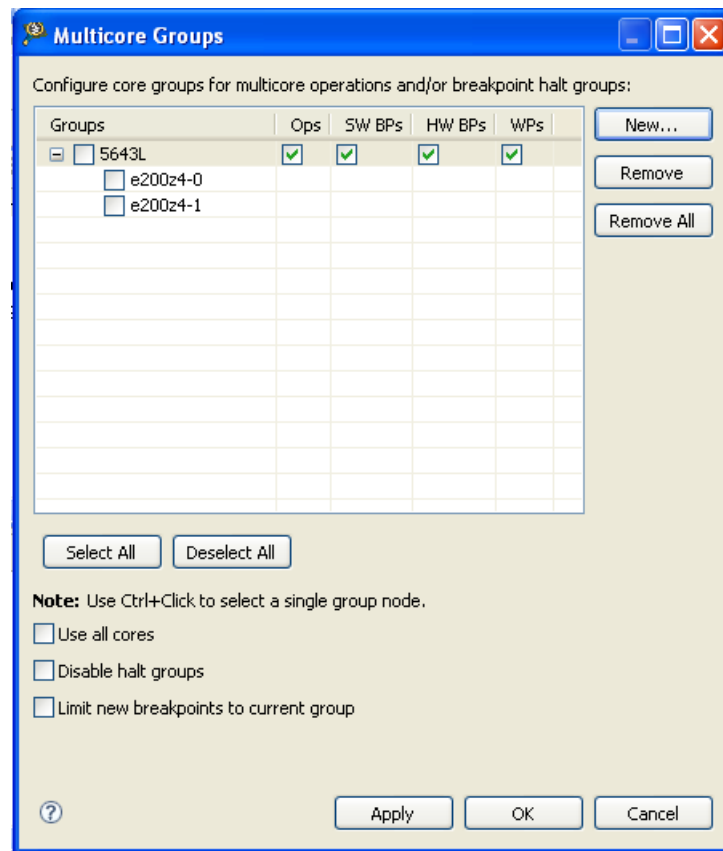 Multicore Groups
Configure core groups for multicore operations and/or breakpoint halt groups:
Groups Ops SW BPs HW BPs WPs
New...
5643L
Remove
e200z4-0
e200z4-1
Remove All
Select All Deselect All
Note: Use Ctrl+Click to select a single group node.
Use all cores
Disable halt groups
Limit new breakpoints to current group
? Apply OK Cancel